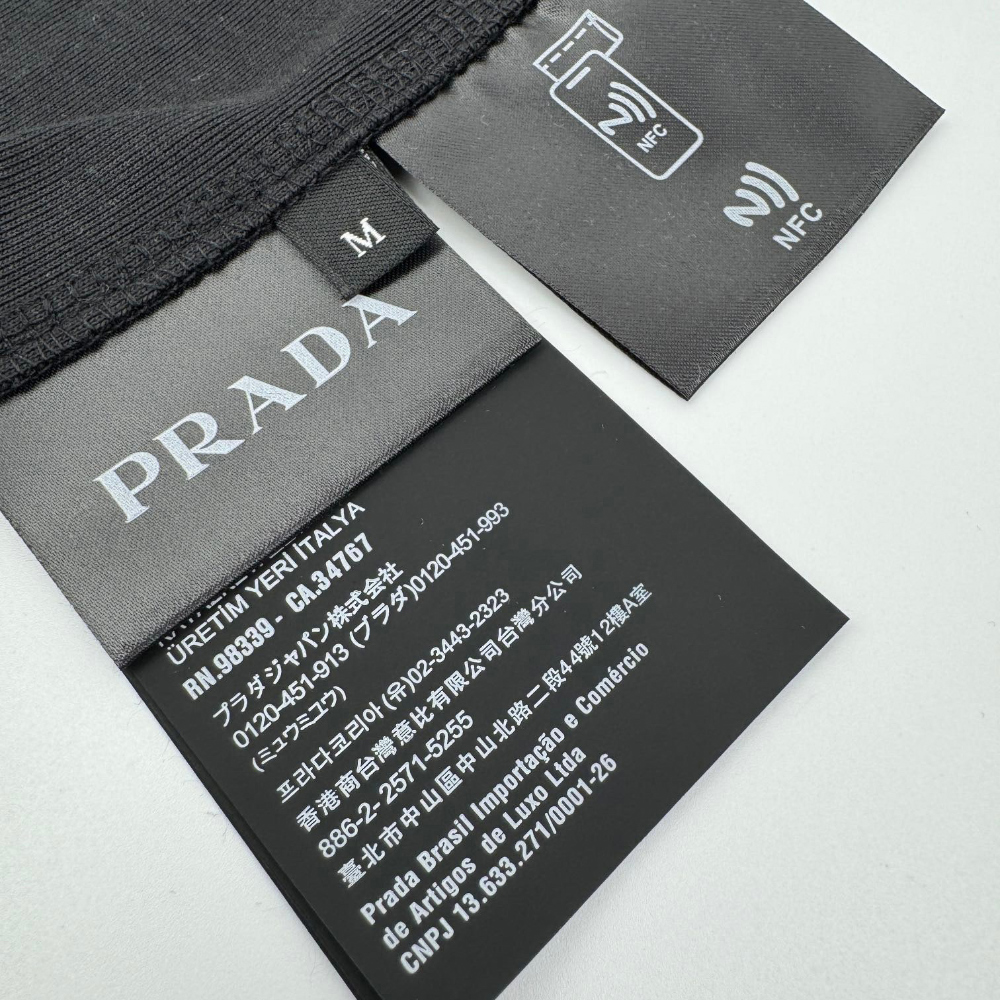 NFC
NFC
M
PRADA
ÜRETİM YERİ İTALYA
RN.98339 - CA.34767
プラダジャパン株式会社
0120-451-913 (プラダ)0120-451-993
(ミュウミュウ)
프라다코리아(유)02-3443-2323
香港商台灣意比有限公司台灣分公司
886-2- 2571-5255
臺北市中山區中山北路二段44號12樓A室
Prada Brasil Importação e Comércio
de Artigos de Luxo Ltda
CNPJ 13.633.271/0001-26